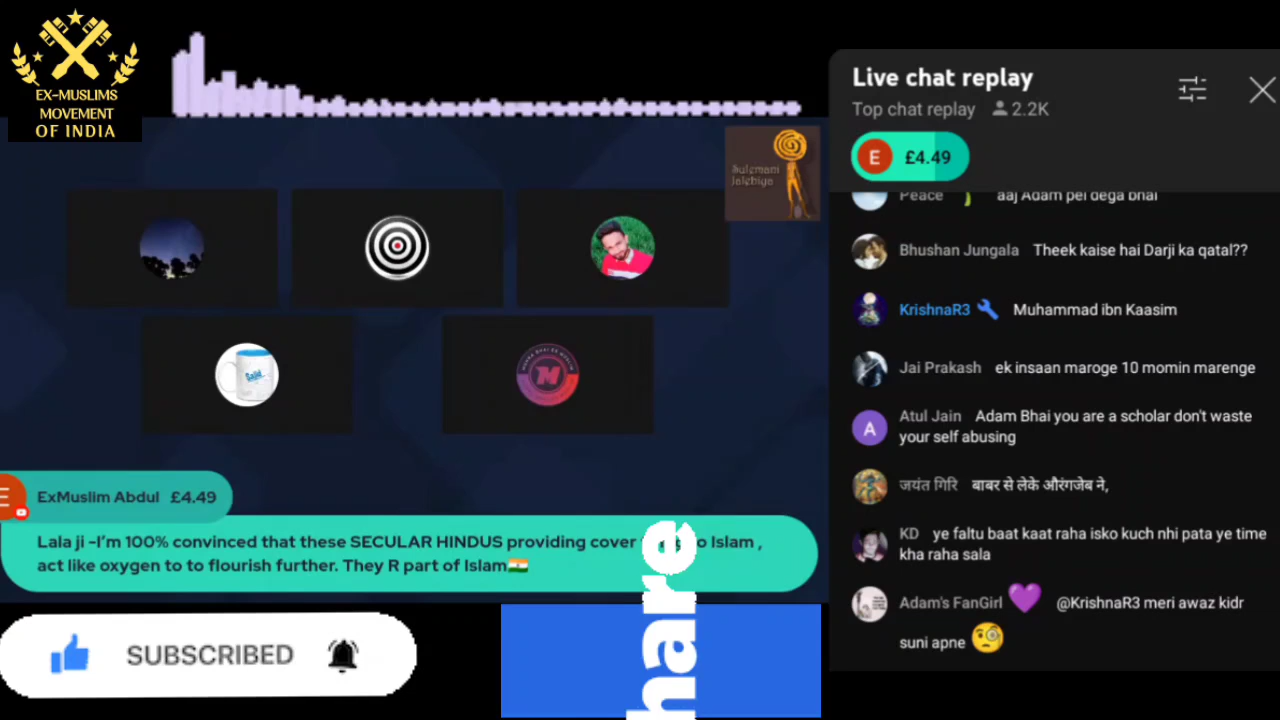 EX-MUSLIMS
MOVEMENT
OF INDIA
Sulemani
Jalebiya
Sajid
M
ExMuslim Abdul £4.49
Lala ji -I'm 100% convinced that these SECULAR HINDUS providing cover Islam ,
act like oxygen to to flourish further. They R part of Islam🇮🇳
SUBSCRIBED
hare
Live chat replay
Top chat replay 2.2K
E £4.49
Peace aaj Adam pel dega bhai
Bhushan Jungala Theek kaise hai Darji ka qatal??
KrishnaR3 Muhammad ibn Kaasim
Jai Prakash ek insaan maroge 10 momin marenge
A Atul Jain Adam Bhai you are a scholar don't waste
your self abusing
जयंत गिरि बाबर से लेके औरंगजेब ने,
KD ye faltu baat kaat raha isko kuch nhi pata ye time
kha raha sala
Adam's FanGirl 💜 @KrishnaR3 meri awaz kidr
suni apne 🧐